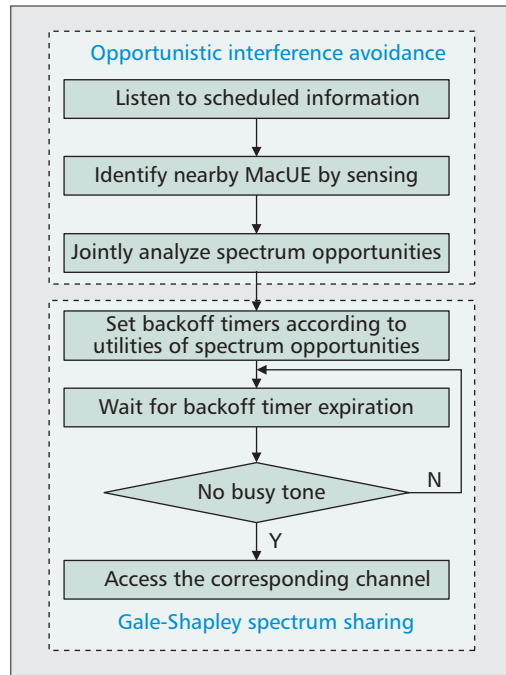 Opportunistic interference avoidance
Listen to scheduled information
Identify nearby MacUE by sensing
Jointly analyze spectrum opportunities
Set backoff timers according to
utilities of spectrum opportunities
Wait for backoff timer expiration
No busy tone
N
Y
Access the corresponding channel
Gale-Shapley spectrum sharing